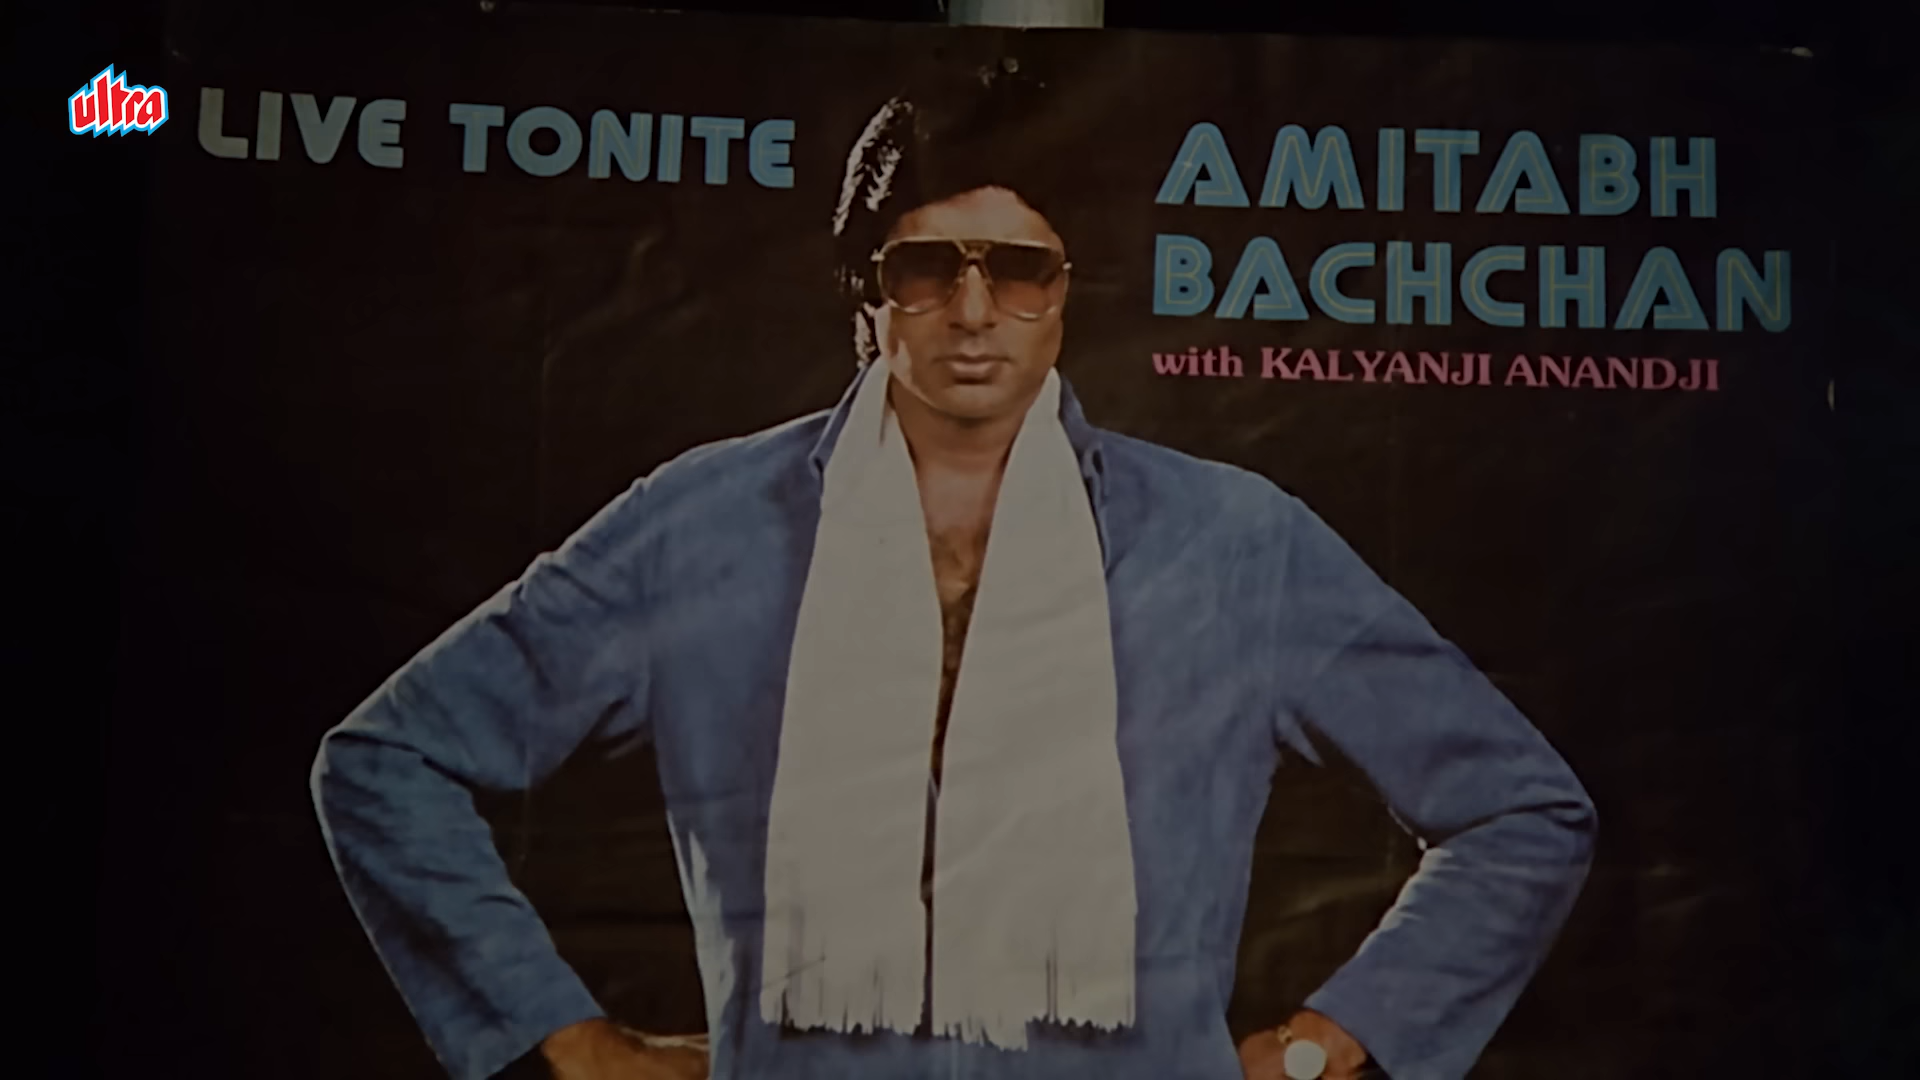 ultra
LIVE TONITE
AMITABH
BACHCHAN
with KALYANJI ANANDJI